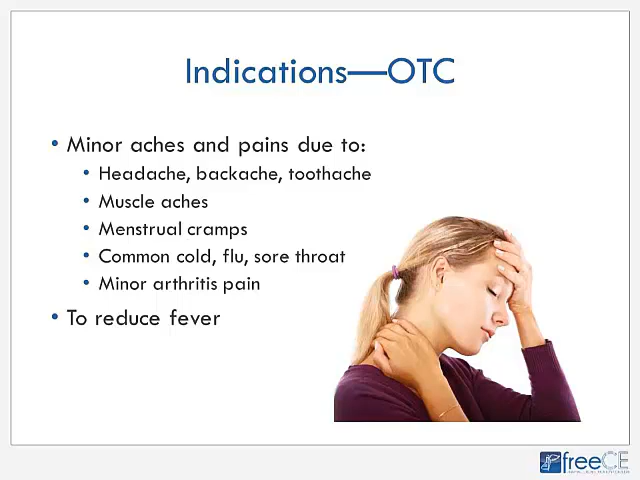 Indications—OTC
• Minor aches and pains due to:
• Headache, backache, toothache
• Muscle aches
• Menstrual cramps
• Common cold, flu, sore throat
• Minor arthritis pain
• To reduce fever
freeCE